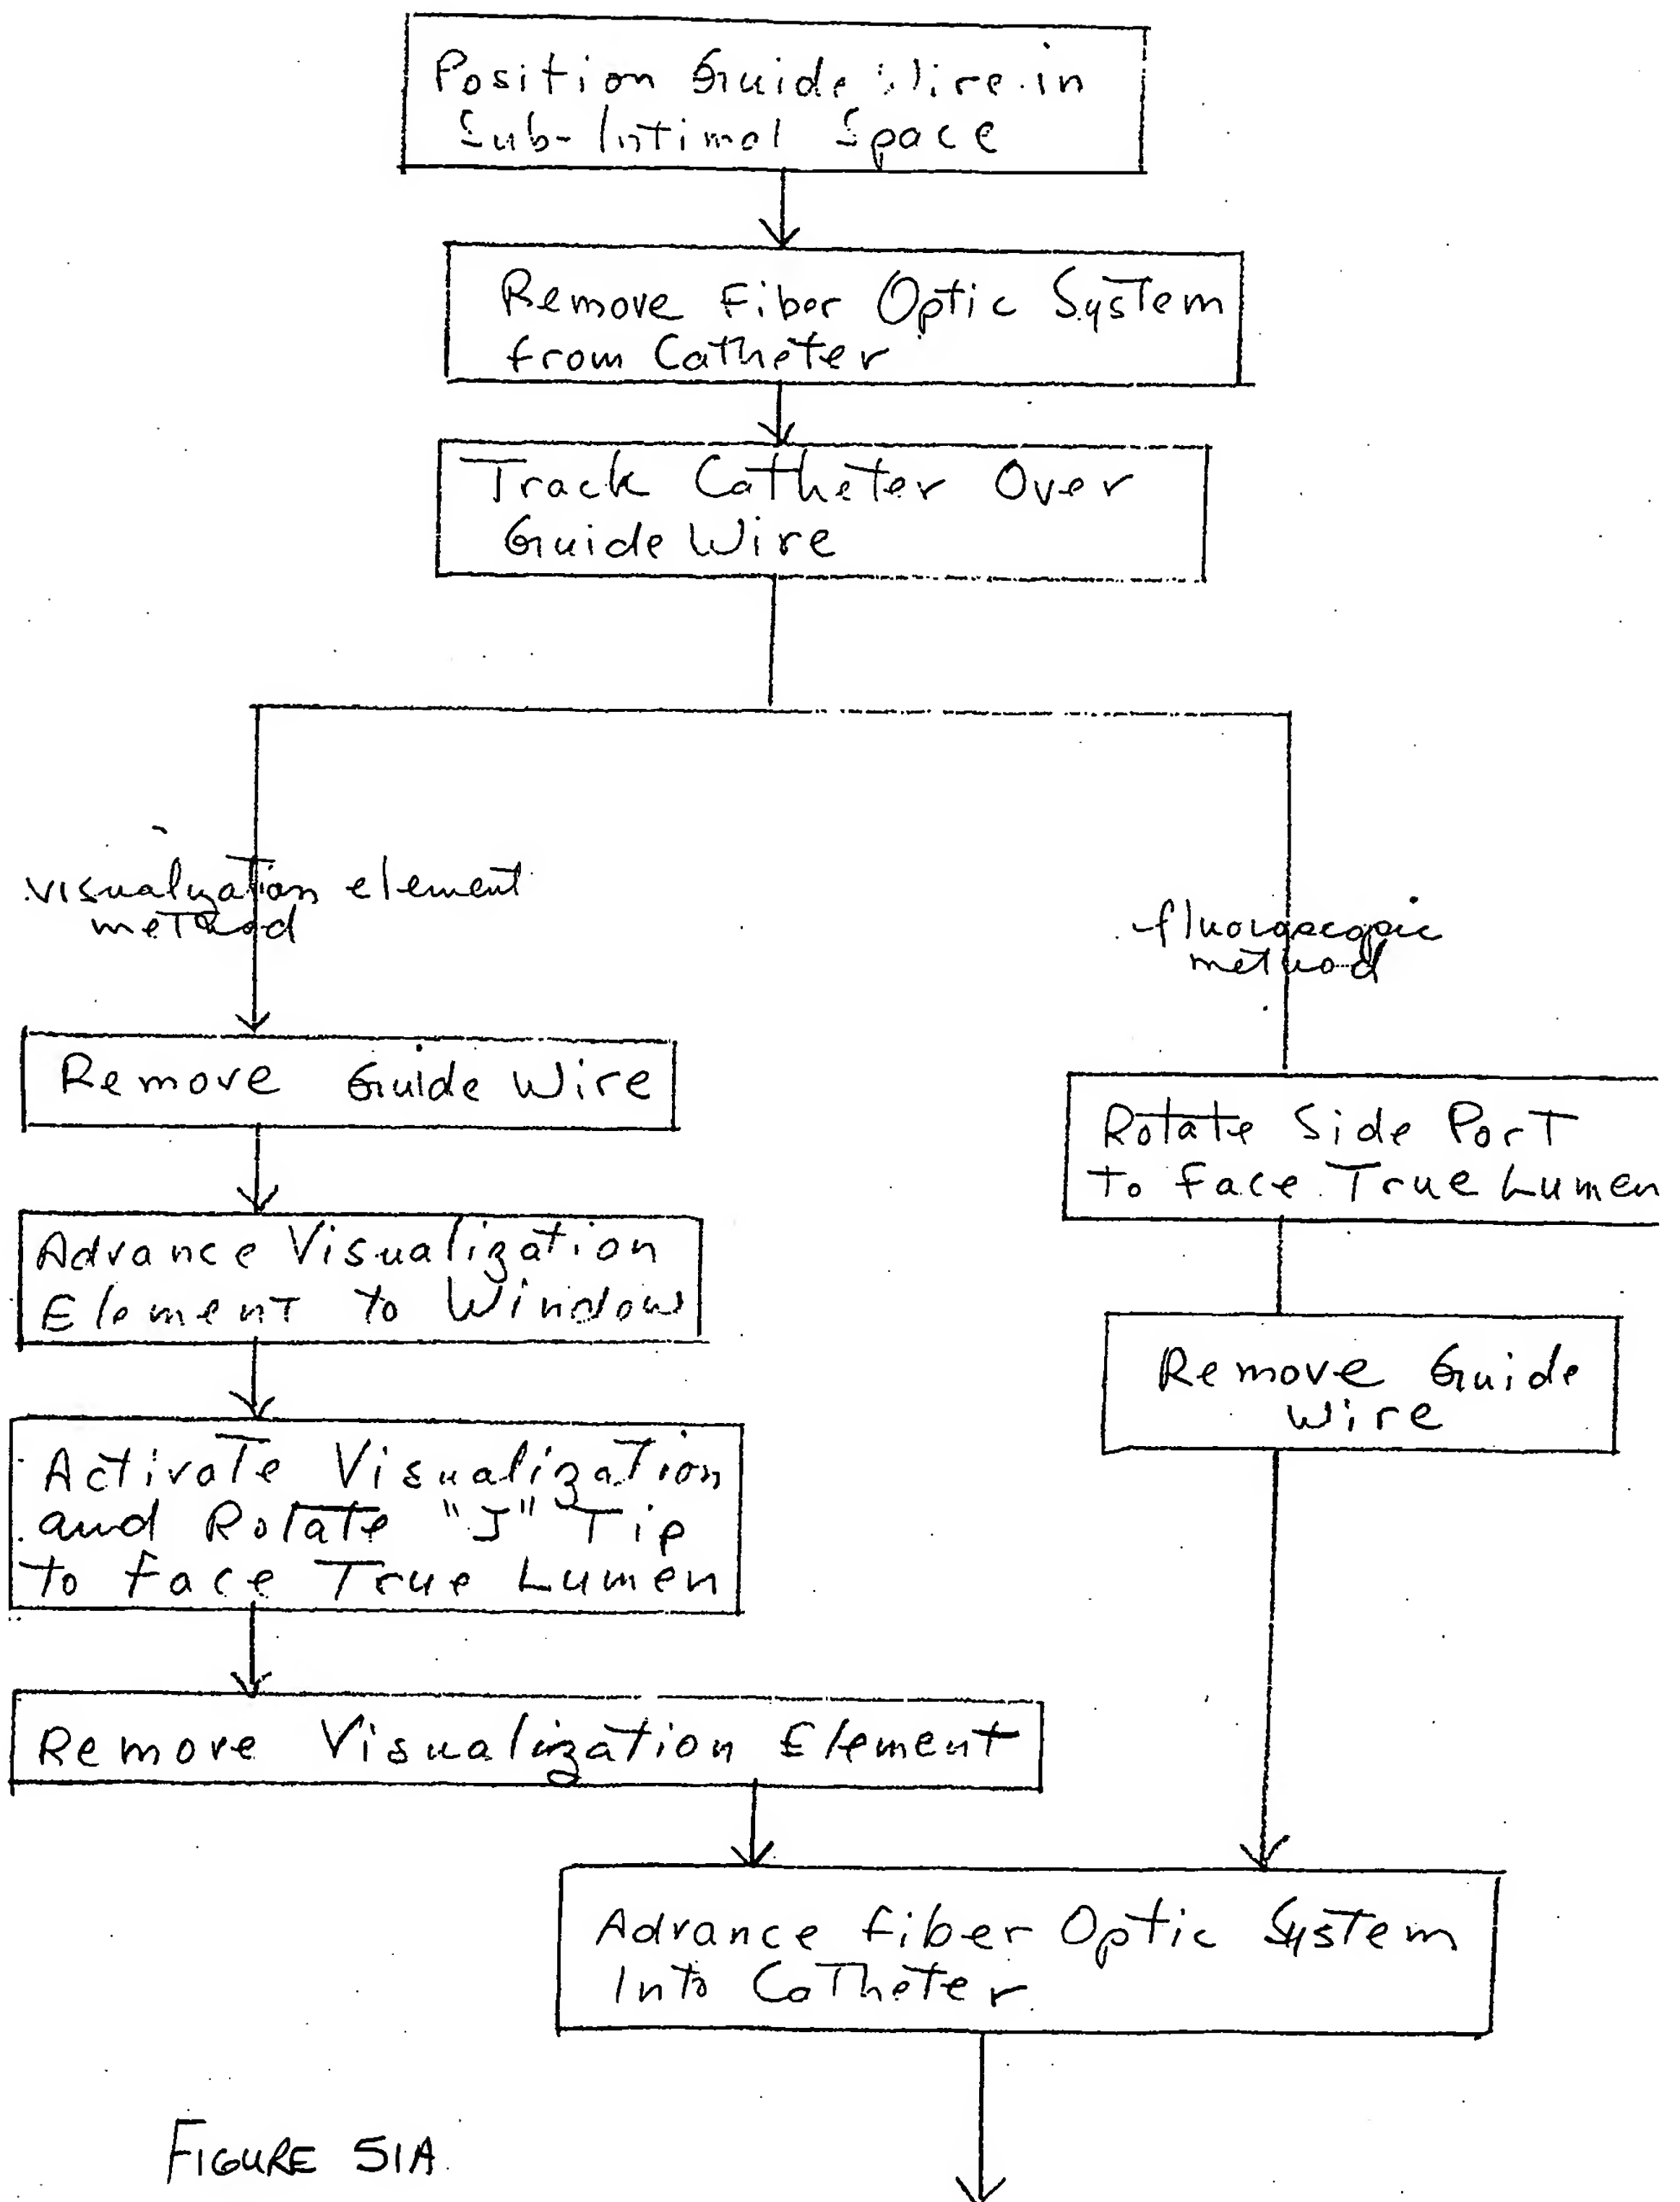 Position Guide Wire in
Sub-Intimal Space
Remove Fiber Optic System
from Catheter
Track Catheter Over
Guide Wire
visualization element
method
fluoroscopic
method
Remove Guide Wire
Advance Visualization
Element to Window
Activate Visualization
and Rotate "J" Tip
to face True Lumen
Remove Visualization Element
Rotate Side Port
to face True Lumen
Remove Guide
Wire
Advance fiber Optic System
Into Catheter
FIGURE 51A